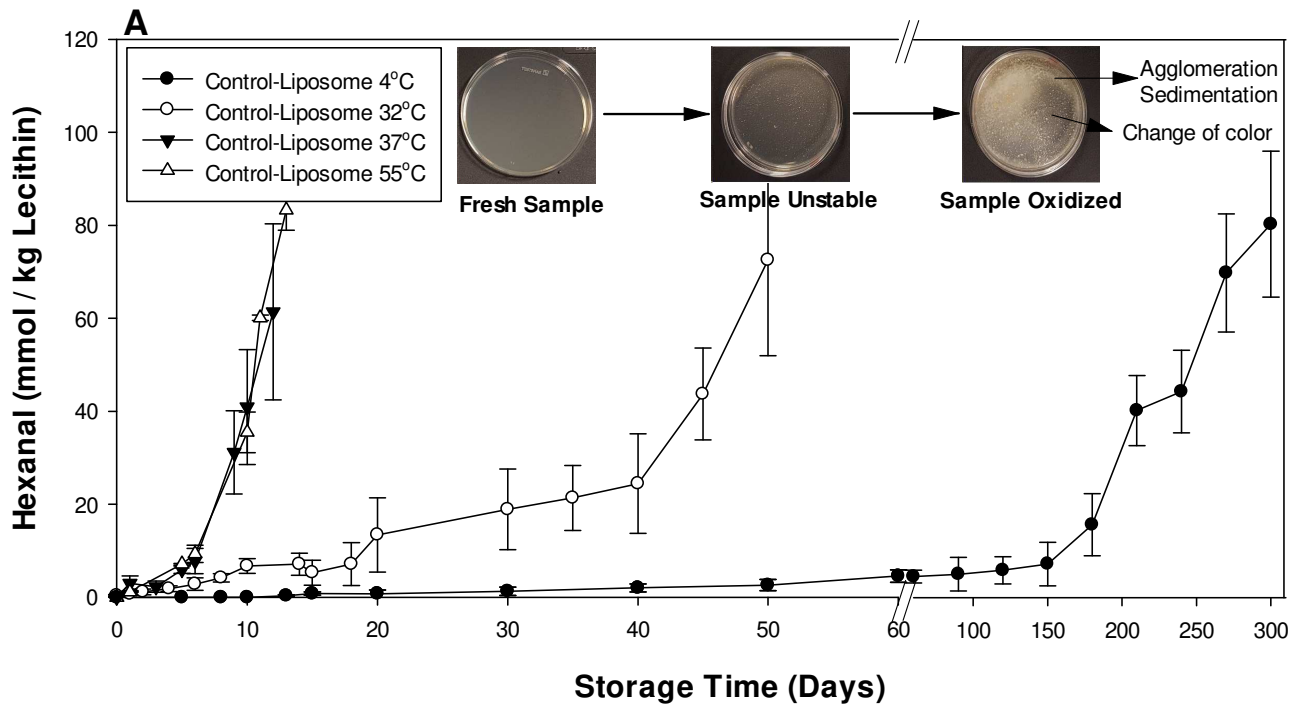 A
120
100
80
60
40
20
0
Hexanal (mmol / kg Lecithin)
Control-Liposome 4°C
Control-Liposome 32°C
Control-Liposome 37°C
Control-Liposome 55°C
Fresh Sample
Sample Unstable
Sample Oxidized
Agglomeration
Sedimentation
Change of color
0 10 20 30 40 50 60 100 150 200 250 300
Storage Time (Days)